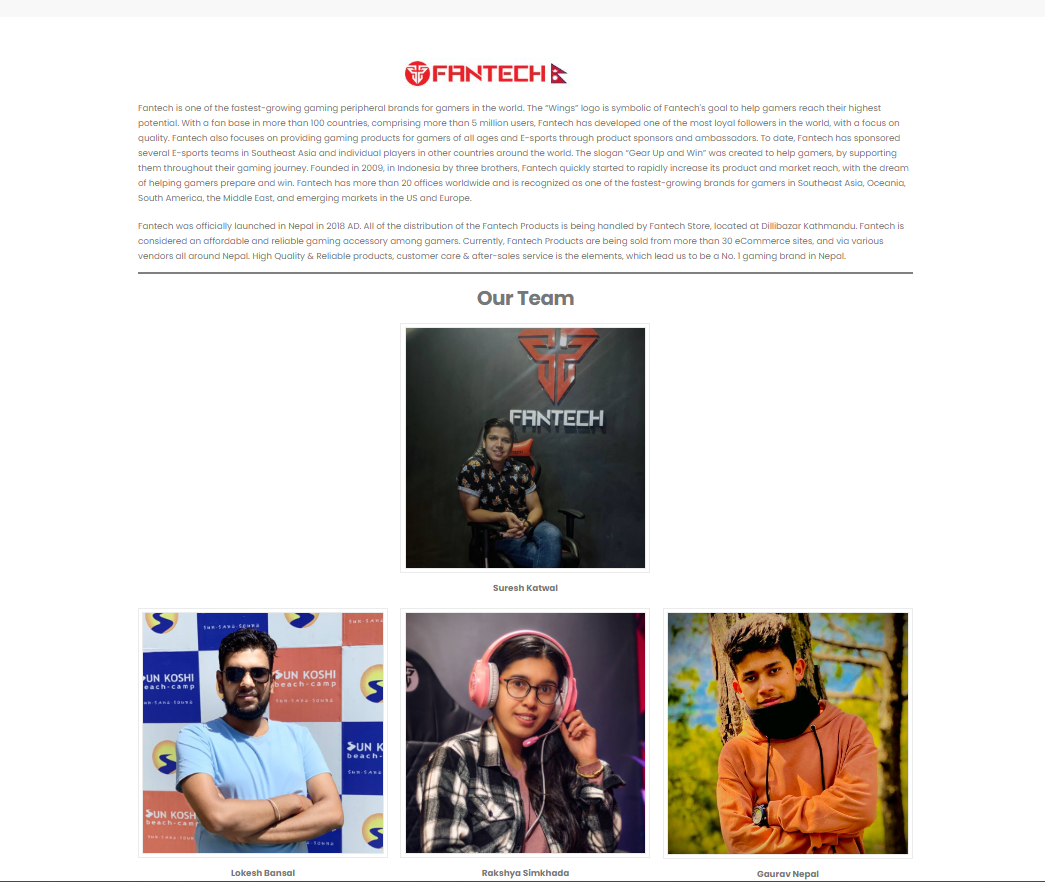 FANTECH
Fantech is one of the fastest-growing gaming peripheral brands for gamers in the world. The "Wings" logo is symbolic of Fantech's goal to help gamers reach their highest
potential. With a fan base in more than 100 countries, comprising more than 5 million users, Fantech has developed one of the most loyal followers in the world, with a focus on
quality. Fantech also focuses on providing gaming products for gamers of all ages and E-sports through product sponsors and ambassadors. To date, Fantech has sponsored
several E-sports teams in Southeast Asia and individual players in other countries around the world. The slogan "Gear Up and Win" was created to help gamers, by supporting
them throughout their gaming journey. Founded in 2009, in Indonesia by three brothers, Fantech quickly started to rapidly increase its product and market reach, with the dream
of helping gamers prepare and win. Fantech has more than 20 offices worldwide and is recognized as one of the fastest-growing brands for gamers in Southeast Asia, Oceania,
South America, the Middle East, and emerging markets in the US and Europe.
Fantech was officially launched in Nepal in 2018 AD. All of the distribution of the Fantech Products is being handled by Fantech Store, located at Dillibazar Kathmandu. Fantech is
considered an affordable and reliable gaming accessory among gamers. Currently, Fantech Products are being sold from more than 30 eCommerce sites, and via various
vendors all around Nepal. High Quality & Reliable products, customer care & after-sales service is the elements, which lead us to be a No. 1 gaming brand in Nepal.
Our Team
FANTECH
Suresh Katwal
SUN KOSHI
beach-camp
SUN KOSHI
beach-camp
SUN K
beach-
SUN KOSH
beach-camp
Lokesh Bansal
Rakshya Simkhada
Gaurav Nepal